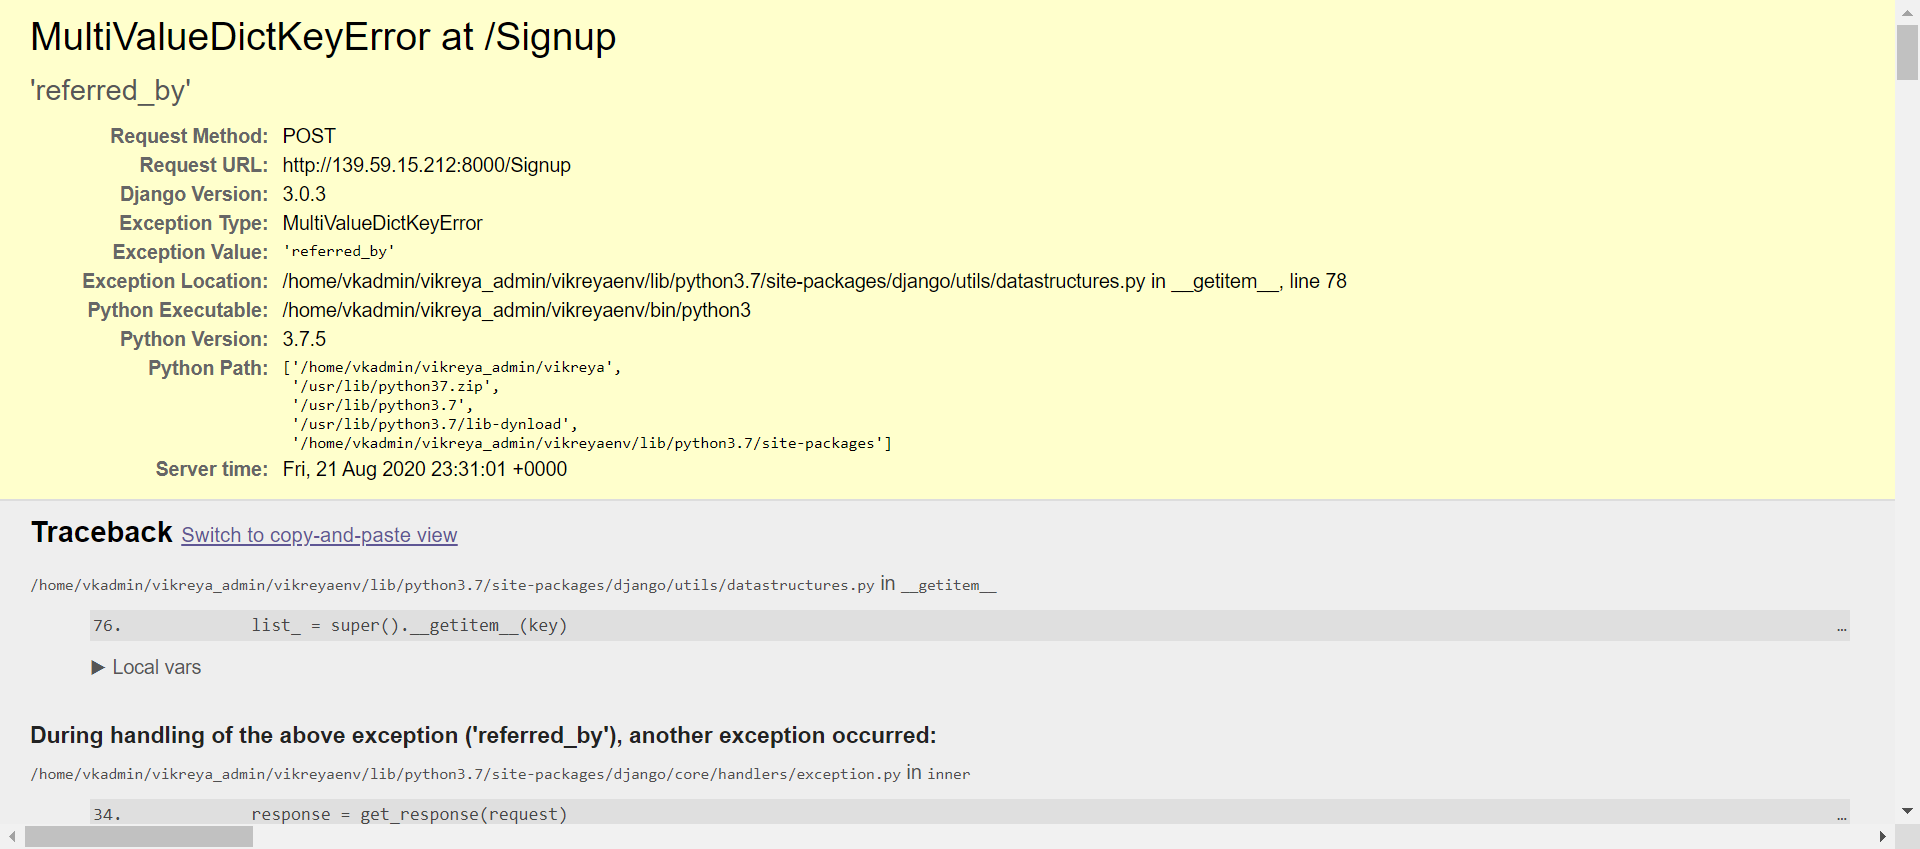 MultiValueDictKeyError at /Signup
'referred_by'
Request Method: POST
Request URL: http://139.59.15.212:8000/Signup
Django Version: 3.0.3
Exception Type: MultiValueDictKeyError
Exception Value: 'referred_by'
Exception Location: /home/vkadmin/vikreya_admin/vikreyaenv/lib/python3.7/site-packages/django/utils/datastructures.py in __getitem__, line 78
Python Executable: /home/vkadmin/vikreya_admin/vikreyaenv/bin/python3
Python Version: 3.7.5
Python Path: ['/home/vkadmin/vikreya_admin/vikreya',
'/usr/lib/python37.zip',
'/usr/lib/python3.7',
'/usr/lib/python3.7/lib-dynload',
'/home/vkadmin/vikreya_admin/vikreyaenv/lib/python3.7/site-packages']
Server time: Fri, 21 Aug 2020 23:31:01 +0000
Traceback Switch to copy-and-paste view
/home/vkadmin/vikreya_admin/vikreyaenv/lib/python3.7/site-packages/django/utils/datastructures.py in __getitem__
76. list_ = super().__getitem__(key) …
▶ Local vars
During handling of the above exception ('referred_by'), another exception occurred:
/home/vkadmin/vikreya_admin/vikreyaenv/lib/python3.7/site-packages/django/core/handlers/exception.py in inner
34. response = get_response(request) …